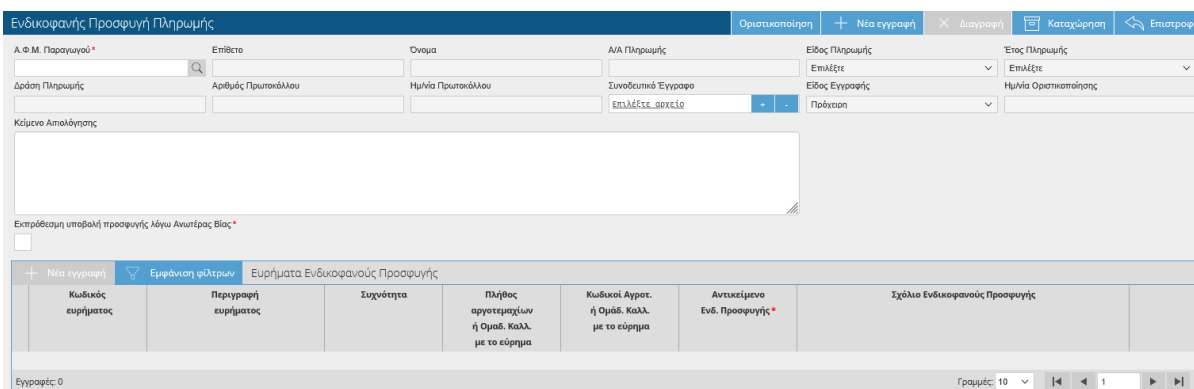 Ενδικοφανής Προσφυγή Πληρωμής
Οριστικοποίηση
Νέα εγγραφή
Διαγραφή
Καταχώρηση
Επιστροφ
Α.Φ.Μ. Παραγωγού*
Επίθετο
Όνομα
Α/Α Πληρωμής
Είδος Πληρωμής
Έτος Πληρωμής
Επιλέξτε
Επιλέξτε
Δράση Πληρωμής
Αριθμός Πρωτοκόλλου
Ημ/νία Πρωτοκόλλου
Συνοδευτικό Έγγραφο
Είδος Εγγραφής
Ημ/νία Οριστικοποίησης
Επιλέξτε αρχείο
+
-
Πρόχειρη
Κείμενο Αιτιολόγησης
Εκπρόθεσμη υποβολή προσφυγής λόγω Ανωτέρας Βίας*
Νέα εγγραφή
Εμφάνιση φίλτρων
Ευρήματα Ενδικοφανούς Προσφυγής
Κωδικός
ευρήματος
Περιγραφή
ευρήματος
Συχνότητα
Πλήθος
αργοτεμαχίων
ή Ομαδ. Καλλ.
με το εύρημα
Κωδικοί Αγροτ.
ή Ομάδ. Καλλ.
με το εύρημα
Αντικείμενο
Ενδ. Προσφυγής*
Σχόλιο Ενδικοφανούς Προσφυγής
Εγγραφές: 0
Γραμμές: 10
1